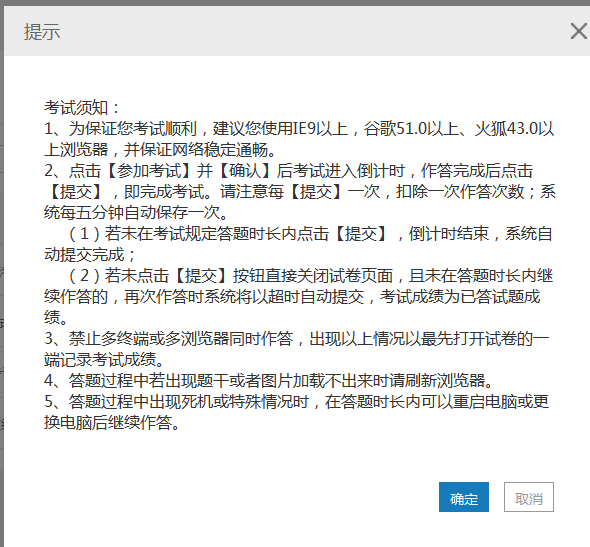 提示
考试须知：
1、为保证您考试顺利，建议您使用IE9以上，谷歌51.0以上、火狐43.0以
上浏览器，并保证网络稳定通畅。
2、点击【参加考试】并【确认】后考试进入倒计时，作答完成后点击
【提交】，即完成考试。请注意每【提交】一次，扣除一次作答次数；系
统每五分钟自动保存一次。
（1）若未在考试规定答题时长内点击【提交】，倒计时结束，系统自
动提交完成；
（2）若未点击【提交】按钮直接关闭试卷页面，且未在答题时长内继
续作答的，再次作答时系统将以超时自动提交，考试成绩为已答试题成
绩。
3、禁止多终端或多浏览器同时作答，出现以上情况以最先打开试卷的一
端记录考试成绩。
4、答题过程中若出现题干或者图片加载不出来时请刷新浏览器。
5、答题过程中出现死机或特殊情况时，在答题时长内可以重启电脑或更
换电脑后继续作答。
确定 取消